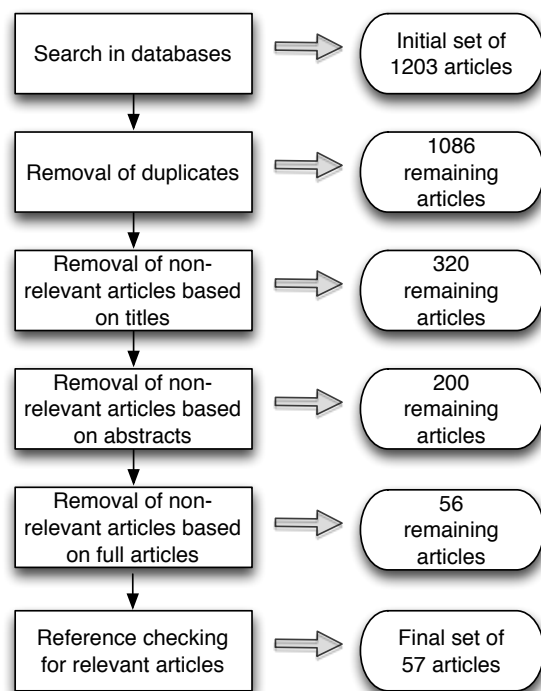 Search in databases
Initial set of
1203 articles
Removal of duplicates
1086
remaining
articles
Removal of non-
relevant articles based
on titles
320
remaining
articles
Removal of non-
relevant articles based
on abstracts
200
remaining
articles
Removal of non-
relevant articles based
on full articles
56
remaining
articles
Reference checking
for relevant articles
Final set of
57 articles